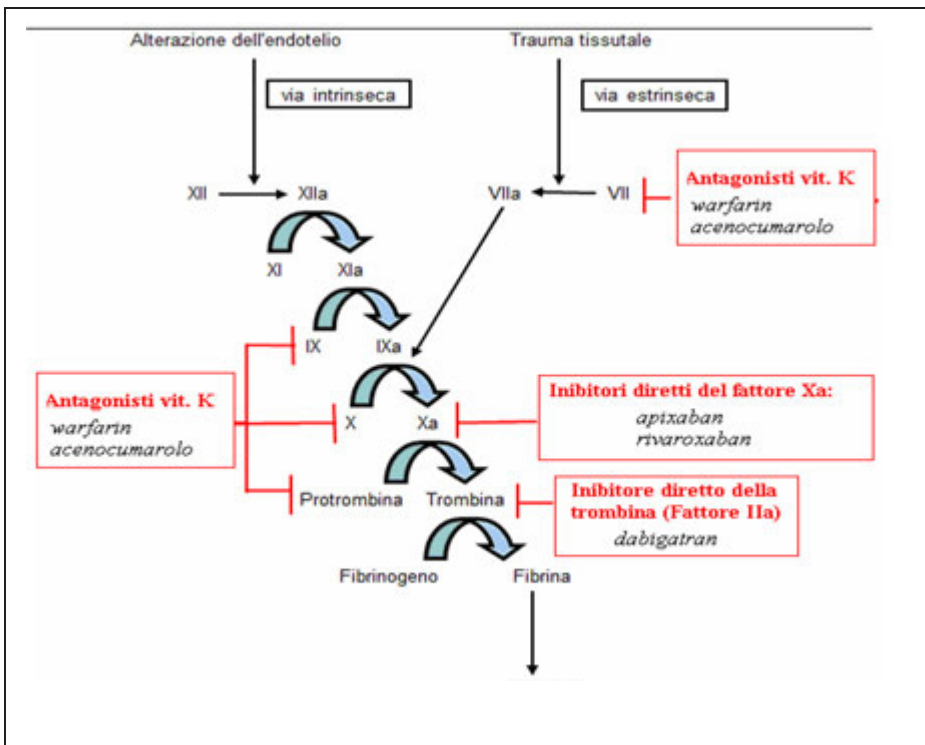 Alterazione dell'endotelio
Trauma tissutale
via intrinseca
via estrinseca
XII
XIIa
VIIa
VII
Antagonisti vit. K
warfarin
acenocumarolo
XI
XIa
IX
IXa
Antagonisti vit. K
warfarin
acenocumarolo
X
Xa
Inibitori diretti del fattore Xa:
apixaban
rivaroxaban
Protrombina
Trombina
Inibitore diretto della
trombina (Fattore IIa)
dabigatran
Fibrinogeno
Fibrina